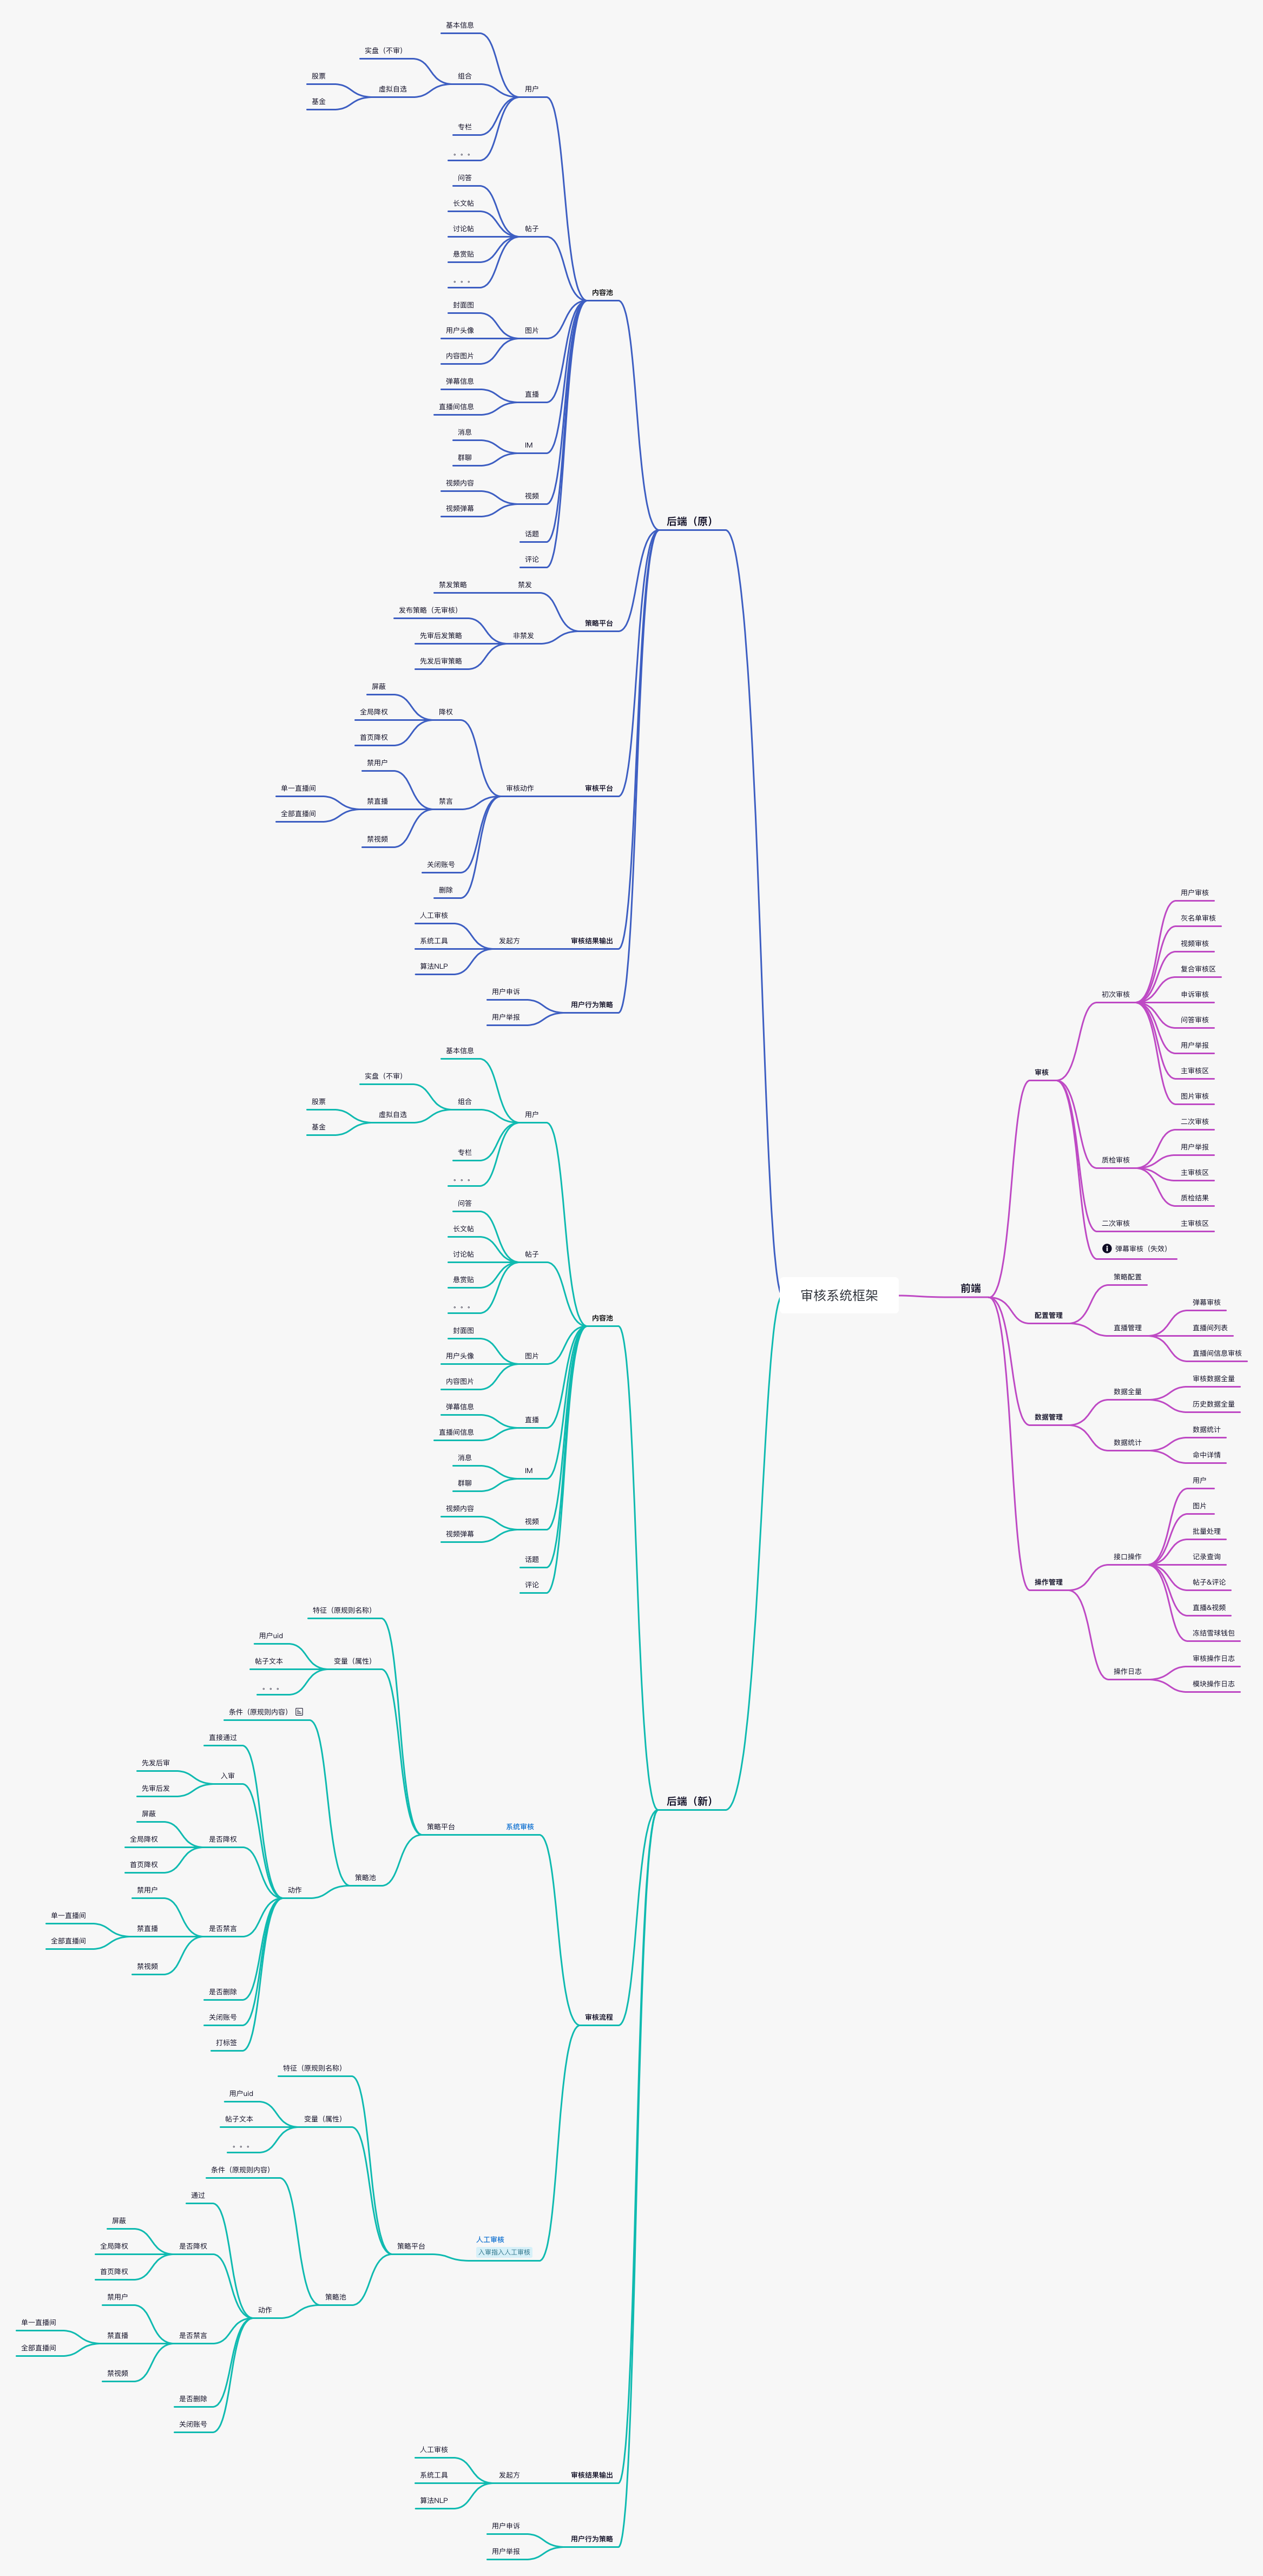 审核系统框架
后端（原）
内容池
用户
基本信息
组合
实盘（不审）
虚拟自选
股票
基金
专栏
。。。
帖子
问答
长文帖
讨论帖
悬赏贴
。。。
图片
封面图
用户头像
内容图片
直播
弹幕信息
直播间信息
IM
消息
群聊
视频
视频内容
视频弹幕
话题
评论
策略平台
禁发
禁发策略
非禁发
发布策略（无审核）
先审后发策略
先发后审策略
审核平台
审核动作
降权
屏蔽
全局降权
首页降权
禁言
禁用户
禁直播
单一直播间
全部直播间
禁视频
关闭账号
删除
审核结果输出
发起方
人工审核
系统工具
算法NLP
用户行为策略
用户申诉
用户举报
后端（新）
内容池
用户
基本信息
组合
实盘（不审）
虚拟自选
股票
基金
专栏
。。。
帖子
问答
长文帖
讨论帖
悬赏贴
。。。
图片
封面图
用户头像
内容图片
直播
弹幕信息
直播间信息
IM
消息
群聊
视频
视频内容
视频弹幕
话题
评论
审核流程
系统审核
策略平台
特征（原规则名称）
变量（属性）
用户uid
帖子文本
。。。
策略池
条件（原规则内容）
动作
直接通过
入审
先发后审
先审后发
是否降权
屏蔽
全局降权
首页降权
是否禁言
禁用户
禁直播
单一直播间
全部直播间
禁视频
是否删除
关闭账号
打标签
人工审核
入审指入人工审核
策略平台
特征（原规则名称）
变量（属性）
用户uid
帖子文本
。。。
策略池
条件（原规则内容）
动作
通过
是否降权
屏蔽
全局降权
首页降权
是否禁言
禁用户
禁直播
单一直播间
全部直播间
禁视频
是否删除
关闭账号
审核结果输出
发起方
人工审核
系统工具
算法NLP
用户行为策略
用户申诉
用户举报
前端
审核
初次审核
用户审核
灰名单审核
视频审核
复合审核区
申诉审核
问答审核
用户举报
主审核区
图片审核
质检审核
二次审核
用户举报
主审核区
质检结果
二次审核
主审核区
弹幕审核（失效）
配置管理
策略配置
直播管理
弹幕审核
直播间列表
直播间信息审核
数据管理
数据全量
审核数据全量
历史数据全量
数据统计
数据统计
命中详情
操作管理
接口操作
用户
图片
批量处理
记录查询
帖子&评论
直播&视频
冻结雪球钱包
操作日志
审核操作日志
模块操作日志